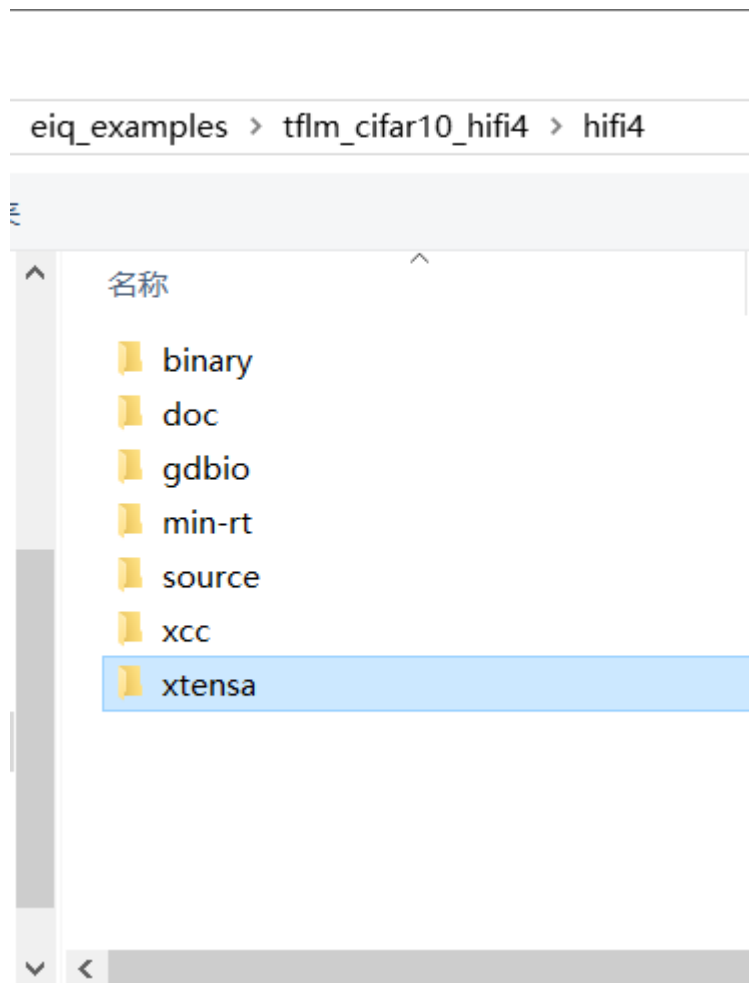 eiq_examples > tflm_cifar10_hifi4 > hifi4
名称
binary
doc
gdbio
min-rt
source
xcc
xtensa